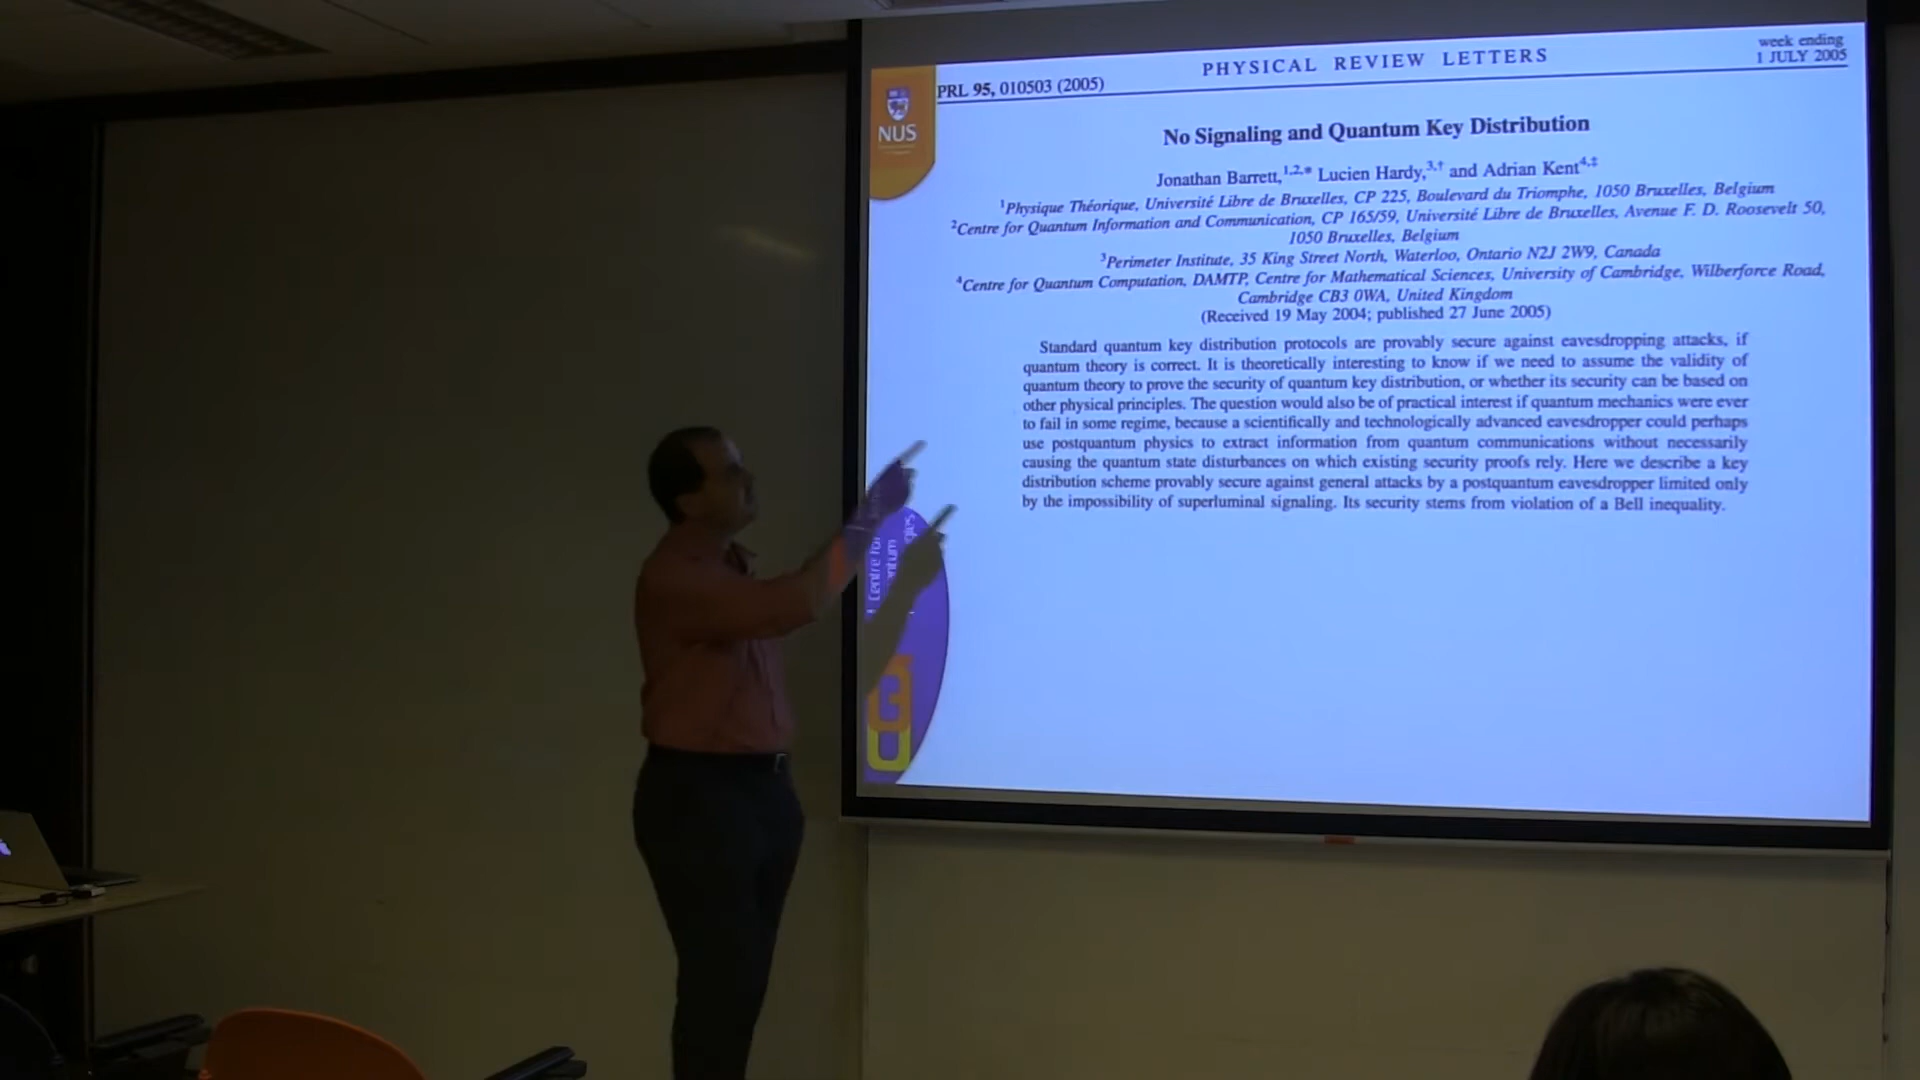 PHYSICAL REVIEW LETTERS
week ending
1 JULY 2005
PRL 95, 010503 (2005)
NUS
No Signaling and Quantum Key Distribution
Jonathan Barrett,1,2,* Lucien Hardy,3,† and Adrian Kent4,‡
1Physique Théorique, Université Libre de Bruxelles, CP 225, Boulevard du Triomphe, 1050 Bruxelles, Belgium
2Centre for Quantum Information and Communication, CP 165/59, Université Libre de Bruxelles, Avenue F. D. Roosevelt 50,
1050 Bruxelles, Belgium
3Perimeter Institute, 35 King Street North, Waterloo, Ontario N2J 2W9, Canada
4Centre for Quantum Computation, DAMTP, Centre for Mathematical Sciences, University of Cambridge, Wilberforce Road,
Cambridge CB3 0WA, United Kingdom
(Received 19 May 2004; published 27 June 2005)
Standard quantum key distribution protocols are provably secure against eavesdropping attacks, if
quantum theory is correct. It is theoretically interesting to know if we need to assume the validity of
quantum theory to prove the security of quantum key distribution, or whether its security can be based on
other physical principles. The question would also be of practical interest if quantum mechanics were ever
to fail in some regime, because a scientifically and technologically advanced eavesdropper could perhaps
use postquantum physics to extract information from quantum communications without necessarily
causing the quantum state disturbances on which existing security proofs rely. Here we describe a key
distribution scheme provably secure against general attacks by a postquantum eavesdropper limited only
by the impossibility of superluminal signaling. Its security stems from violation of a Bell inequality.
Centre for